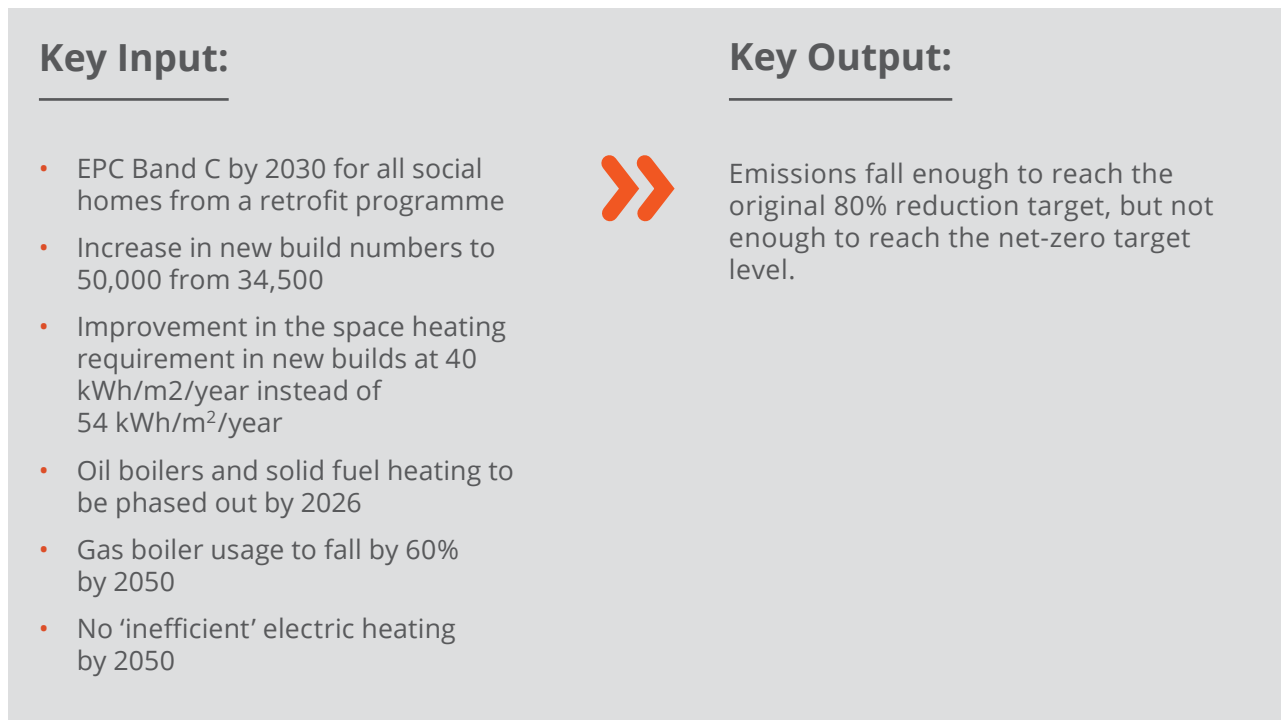 Key Input:
• EPC Band C by 2030 for all social
homes from a retrofit programme
• Increase in new build numbers to
50,000 from 34,500
• Improvement in the space heating
requirement in new builds at 40
kWh/m2/year instead of
54 kWh/m²/year
• Oil boilers and solid fuel heating to
be phased out by 2026
• Gas boiler usage to fall by 60%
by 2050
• No ‘inefficient’ electric heating
by 2050
Key Output:
Emissions fall enough to reach the
original 80% reduction target, but not
enough to reach the net-zero target
level.